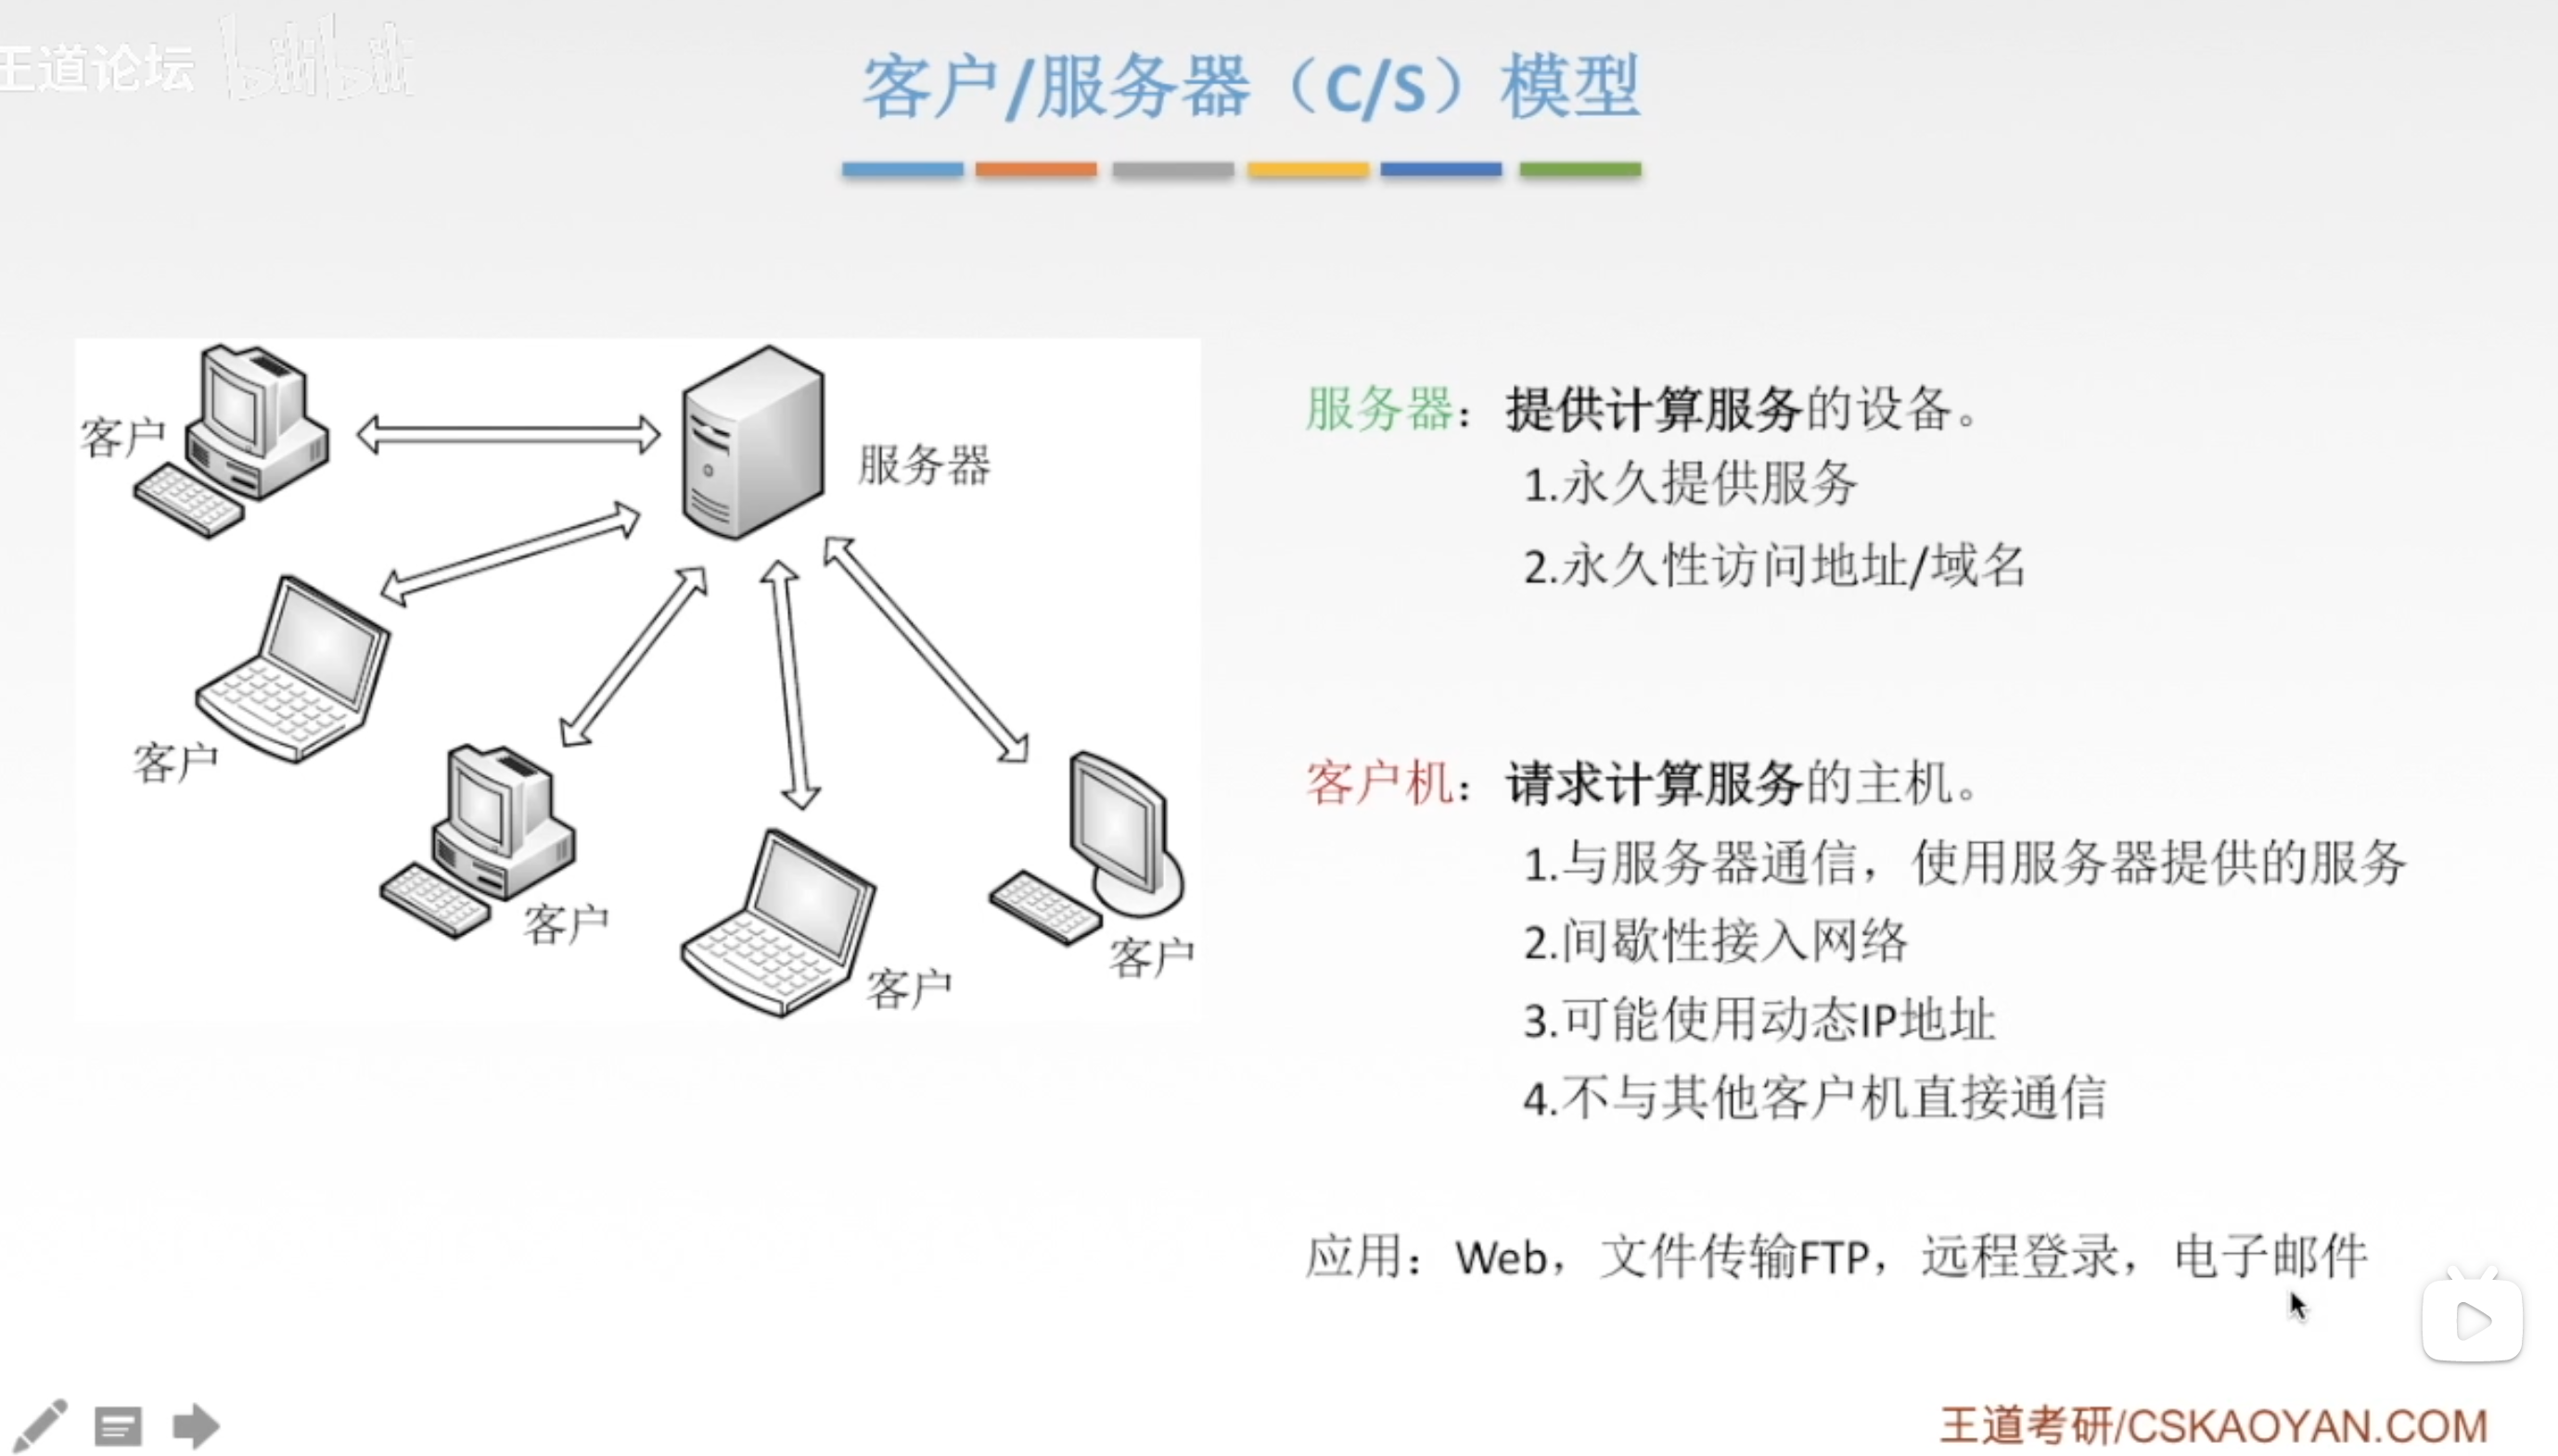 王道论坛 bilibili
客户/服务器（C/S）模型
客户
服务器
客户
客户
客户
客户
服务器：提供计算服务的设备。
1.永久提供服务
2.永久性访问地址/域名
客户机：请求计算服务的主机。
1.与服务器通信，使用服务器提供的服务
2.间歇性接入网络
3.可能使用动态IP地址
4.不与其他客户机直接通信
应用：Web，文件传输FTP，远程登录，电子邮件
王道考研/CSKAOYAN.COM